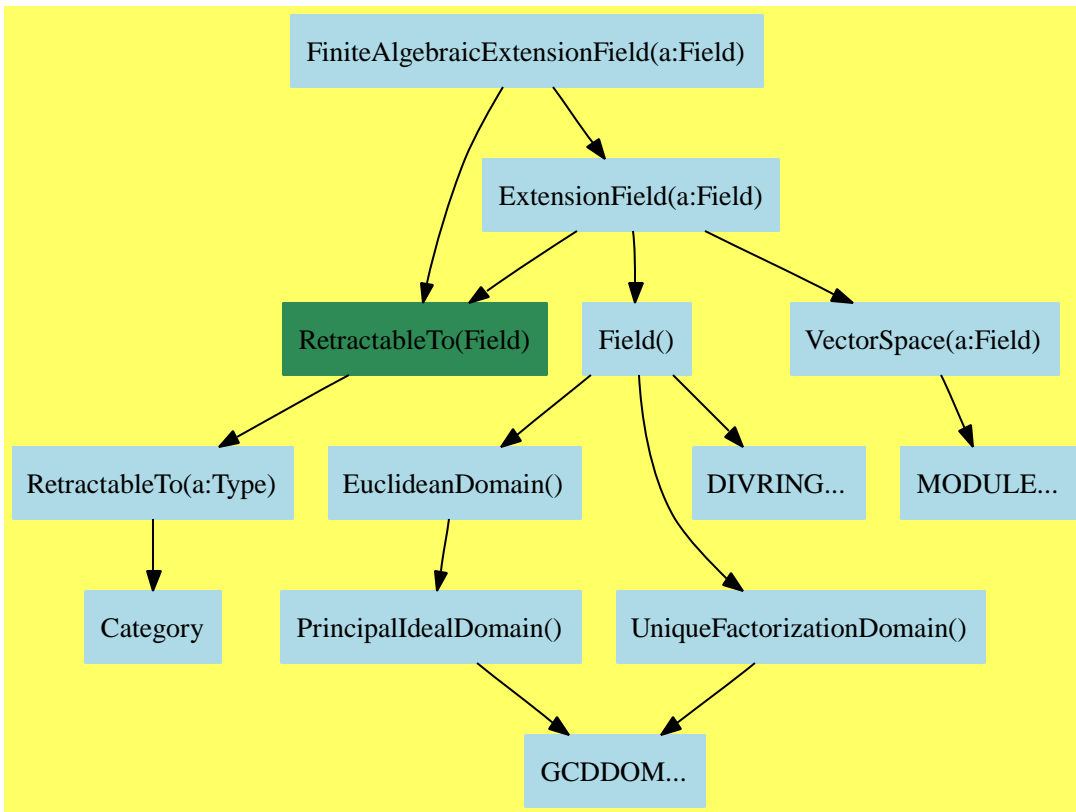 FiniteAlgebraicExtensionField(a:Field)
ExtensionField(a:Field)
RetractableTo(Field)
Field()
VectorSpace(a:Field)
RetractableTo(a:Type)
EuclideanDomain()
DIVRING...
MODULE...
Category
PrincipalIdealDomain()
UniqueFactorizationDomain()
GCDDOM...